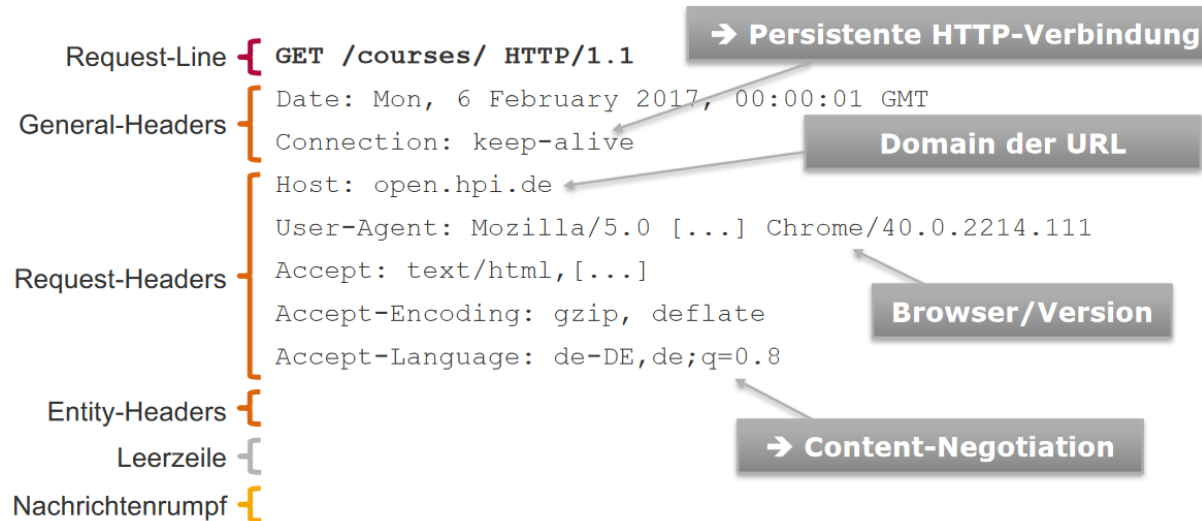 ➔ Persistente HTTP-Verbindung
Request-Line GET /courses/ HTTP/1.1
Date: Mon, 6 February 2017, 00:00:01 GMT
General-Headers
Connection: keep-alive
Domain der URL
Host: open.hpi.de
User-Agent: Mozilla/5.0 [...] Chrome/40.0.2214.111
Request-Headers Accept: text/html,[...]
Browser/Version
Accept-Encoding: gzip, deflate
Accept-Language: de-DE,de;q=0.8
Entity-Headers
➔ Content-Negotiation
Leerzeile
Nachrichtenrumpf